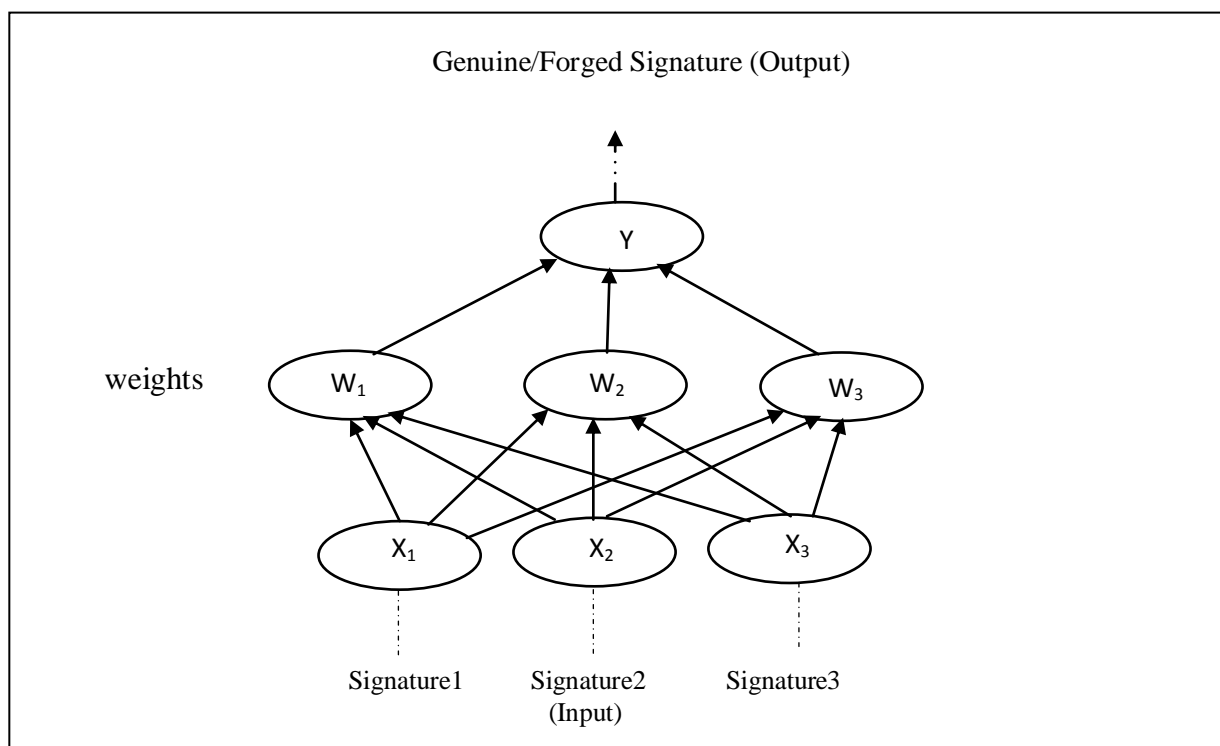 Genuine/Forged Signature (Output)
Y
weights
W₁
W₂
W₃
X₁
X₂
X₃
Signature1
Signature2
(Input)
Signature3